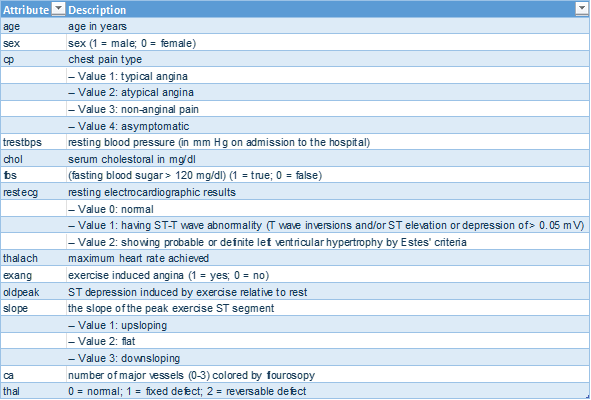 Attribute Description
age age in years
sex sex (1 = male; 0 = female)
cp chest pain type
-- Value 1: typical angina
-- Value 2: atypical angina
-- Value 3: non-anginal pain
-- Value 4: asymptomatic
trestbps resting blood pressure (in mm Hg on admission to the hospital)
chol serum cholestoral in mg/dl
fbs (fasting blood sugar > 120 mg/dl) (1 = true; 0 = false)
restecg resting electrocardiographic results
-- Value 0: normal
-- Value 1: having ST-T wave abnormality (T wave inversions and/or ST elevation or depression of > 0.05 mV)
-- Value 2: showing probable or definite left ventricular hypertrophy by Estes' criteria
thalach maximum heart rate achieved
exang exercise induced angina (1 = yes; 0 = no)
oldpeak ST depression induced by exercise relative to rest
slope the slope of the peak exercise ST segment
-- Value 1: upsloping
-- Value 2: flat
-- Value 3: downsloping
ca number of major vessels (0-3) colored by flourosopy
thal 0 = normal; 1 = fixed defect; 2 = reversable defect